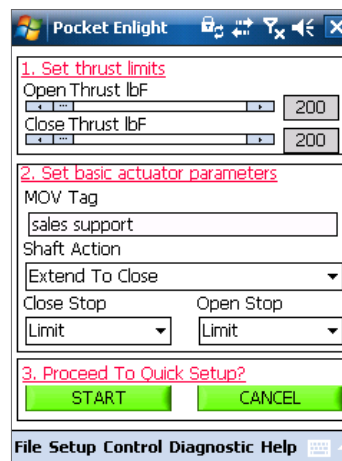 Pocket Enlight
1. Set thrust limits
Open Thrust lbF
200
Close Thrust lbF
200
2. Set basic actuator parameters
MOV Tag
sales support
Shaft Action
Extend To Close
Close Stop Open Stop
Limit Limit
3. Proceed To Quick Setup?
START CANCEL
File Setup Control Diagnostic Help